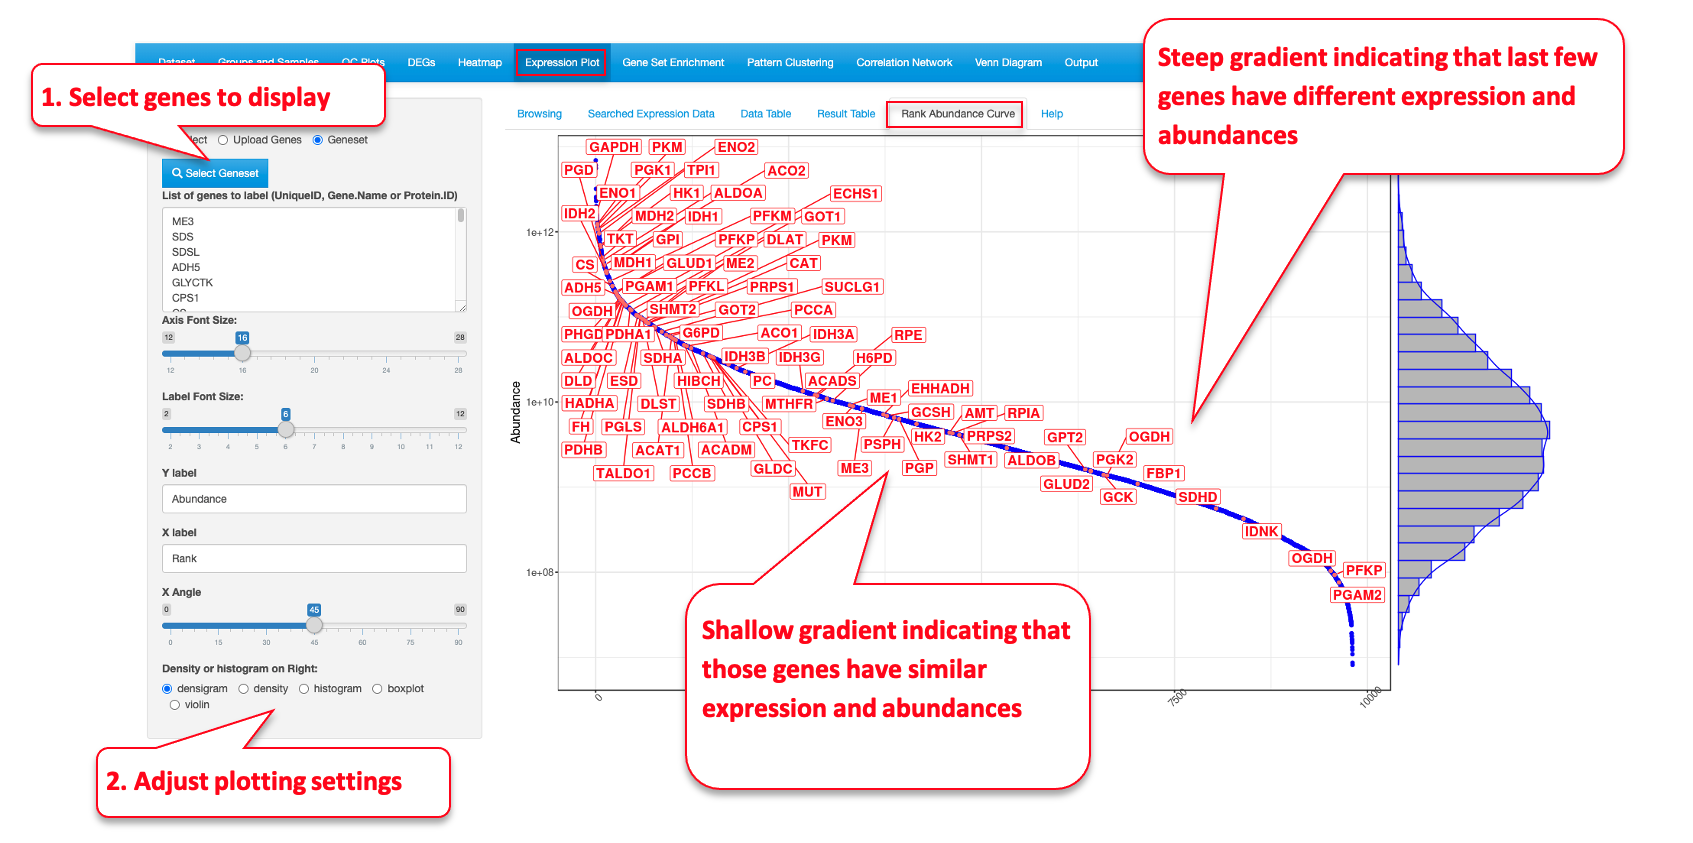 Dataset Groups and Samples QC Plots DEGs Heatmap Expression Plot Gene Set Enrichment Pattern Clustering Correlation Network Venn Diagram Output
1. Select genes to display
Upload Genes Geneset
Select Geneset
List of genes to label (UniqueID, Gene.Name or Protein.ID)
ME3
SDS
SDSL
ADH5
GLYCTK
CPS1
Axis Font Size:
12 16 28
12 16 20 24 28
Label Font Size:
2 6 12
2 3 4 5 6 7 8 9 10 11 12
Y label
Abundance
X label
Rank
X Angle
0 45 90
0 15 30 45 60 75 90
Density or histogram on Right:
densigram density histogram boxplot
violin
2. Adjust plotting settings
Browsing Searched Expression Data Data Table Result Table Rank Abundance Curve Help
Steep gradient indicating that last few
genes have different expression and
abundances
GAPDH PKM ENO2
PGD PGK1 TPI1 ACO2
ENO1 HK1 ALDOA ECHS1
IDH2 MDH2 IDH1 PFKM GOT1
TKT GPI PFKP DLAT PKM
CS MDH1 GLUD1 ME2 CAT
ADH5 PGAM1 PFKL PRPS1 SUCLG1
OGDH SHMT2 GOT2 PCCA
PHGD PDHA1 G6PD ACO1 IDH3A RPE
ALDOC SDHA IDH3B IDH3G H6PD
DLD ESD HIBCH PC ACADS EHHADH
HADHA DLST SDHB MTHFR ME1
FH PGLS ALDH6A1 CPS1 ENO3 GCSH AMT RPIA
PDHB ACAT1 ACADM TKFC PSPH HK2 PRPS2 GPT2 OGDH
TALDO1 PCCB GLDC ME3 PGP SHMT1 ALDOB PGK2 FBP1
MUT GLUD2 GCK SDHD
IDNK
OGDH PFKP
PGAM2
1e+12
1e+10
1e+08
Abundance
0 7500 10000
Shallow gradient indicating that
those genes have similar
expression and abundances